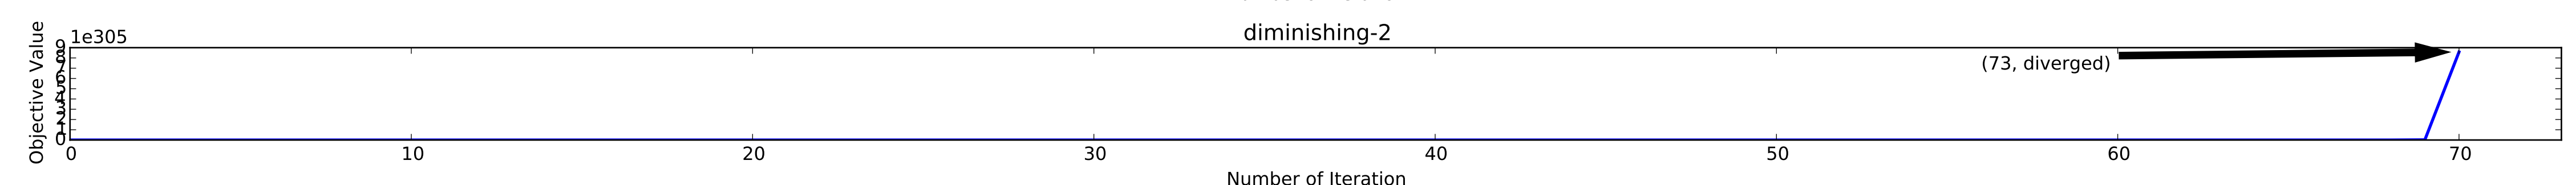 diminishing-2
1e305
Objective Value
9
8
7
6
5
4
3
2
1
0
(73, diverged)
0 10 20 30 40 50 60 70
Number of Iteration